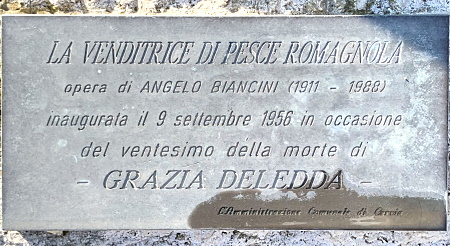 LA VENDITRICE DI PESCE ROMAGNOLA
opera di ANGELO BIANCINI (1911 - 1988)
inaugurata il 9 settembre 1956 in occasione
del ventesimo della morte di
- GRAZIA DELEDDA -
L'Amministrazione Comunale di Cervia